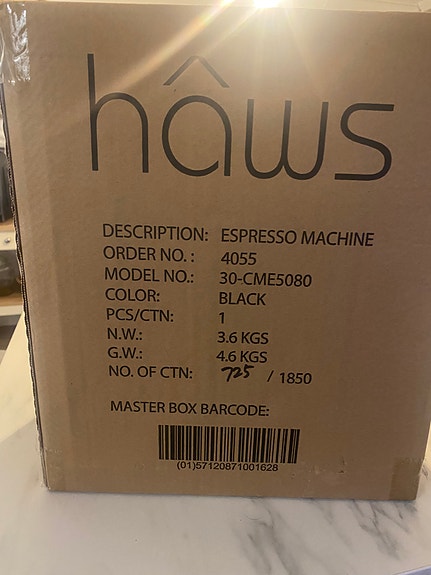 hâws
DESCRIPTION: ESPRESSO MACHINE
ORDER NO. : 4055
MODEL NO.: 30-CME5080
COLOR: BLACK
PCS/CTN: 1
N.W.: 3.6 KGS
G.W.: 4.6 KGS
NO. OF CTN: 725 / 1850
MASTER BOX BARCODE:
(01)57120871001628